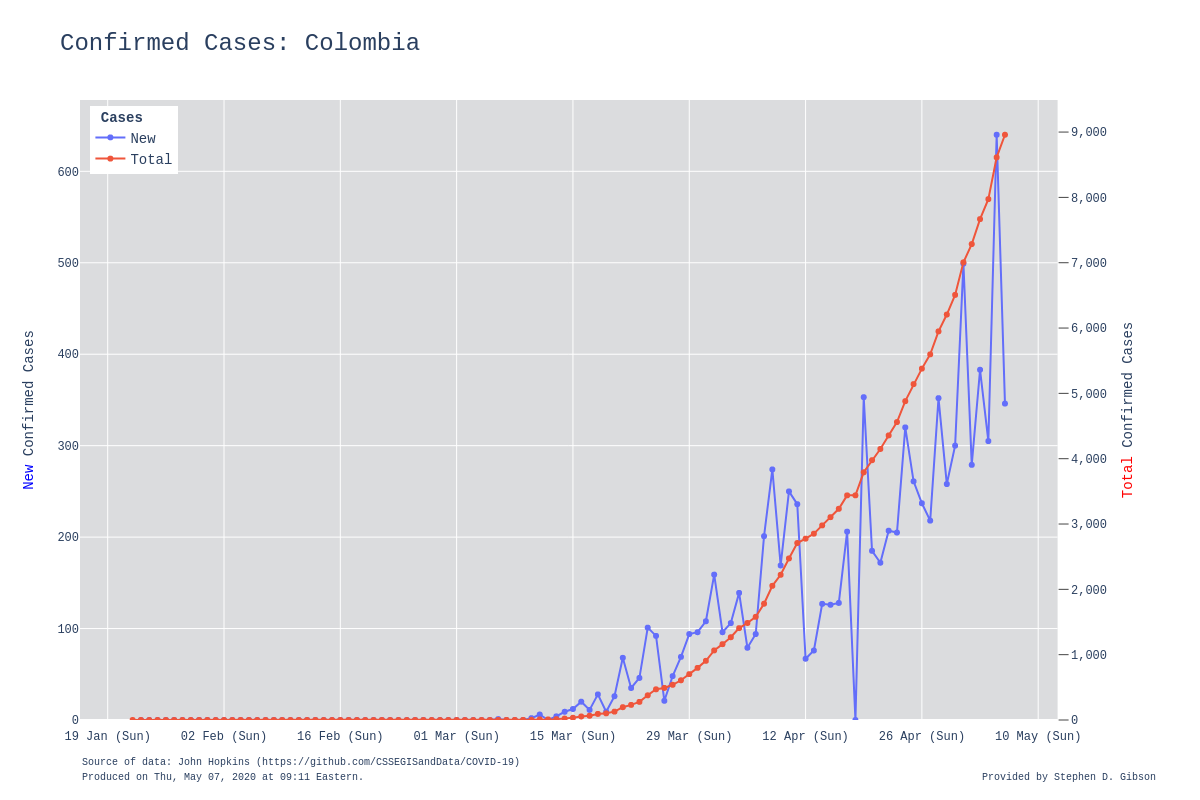 Confirmed Cases: Colombia
Cases
New
Total
600
500
400
300
200
100
0
New Confirmed Cases
9,000
8,000
7,000
6,000
5,000
4,000
3,000
2,000
1,000
0
Total Confirmed Cases
19 Jan (Sun) 02 Feb (Sun) 16 Feb (Sun) 01 Mar (Sun) 15 Mar (Sun) 29 Mar (Sun) 12 Apr (Sun) 26 Apr (Sun) 10 May (Sun)
Source of data: John Hopkins (https://github.com/CSSEGISandData/COVID-19)
Produced on Thu, May 07, 2020 at 09:11 Eastern.
Provided by Stephen D. Gibson